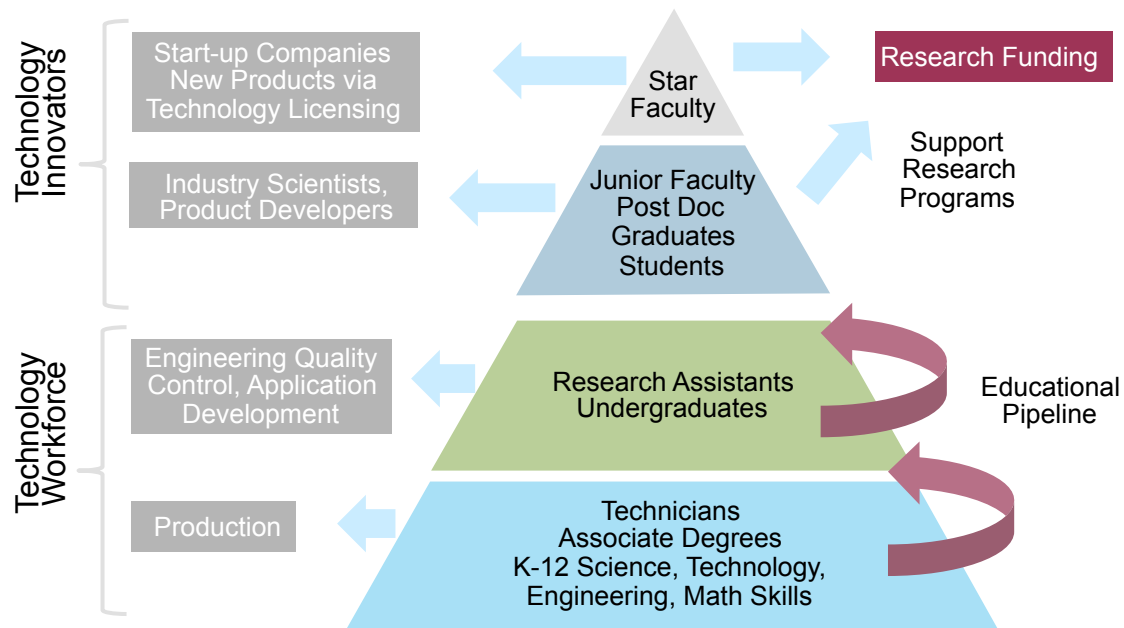 Technology
Innovators
Start-up Companies
New Products via
Technology Licensing
Star
Faculty
Research Funding
Industry Scientists,
Product Developers
Junior Faculty
Post Doc
Graduates
Students
Support
Research
Programs
Technology
Workforce
Engineering Quality
Control, Application
Development
Research Assistants
Undergraduates
Educational
Pipeline
Production
Technicians
Associate Degrees
K-12 Science, Technology,
Engineering, Math Skills